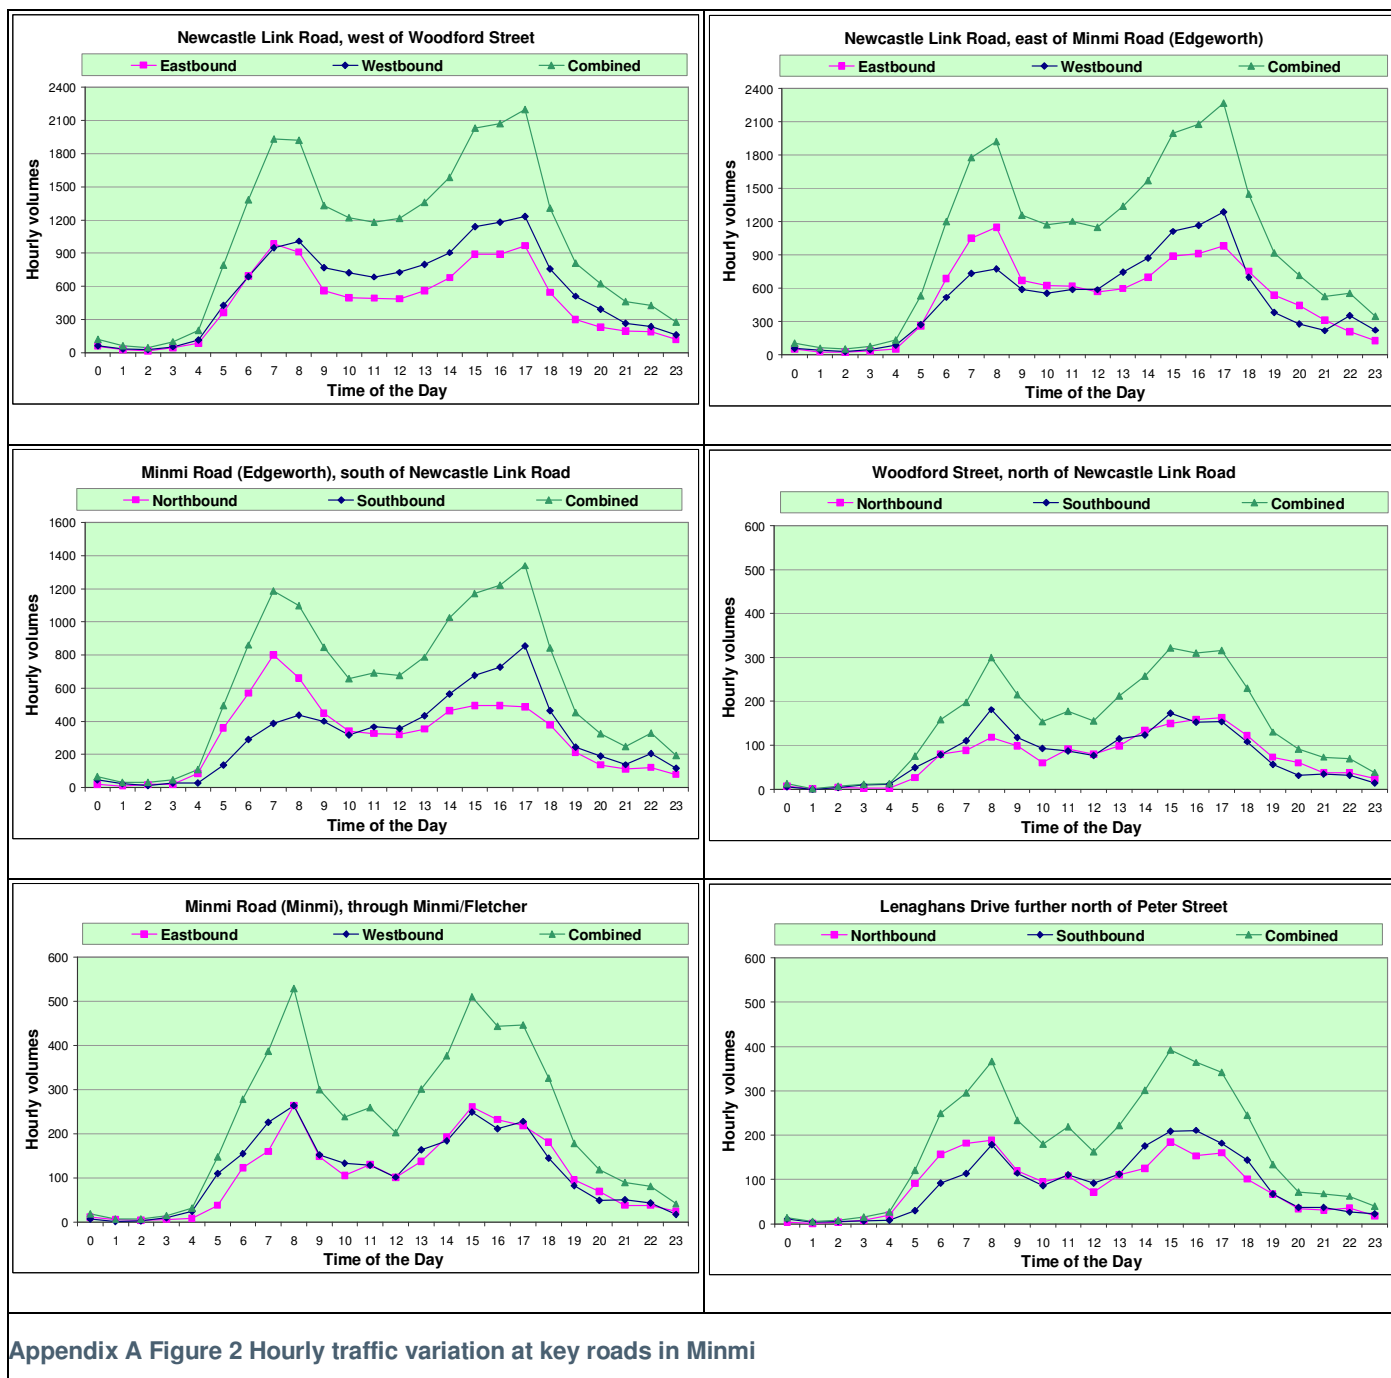 Newcastle Link Road, west of Woodford Street
Eastbound Westbound Combined
2400
2100
1800
1500
1200
900
600
300
0
Hourly volumes
0 1 2 3 4 5 6 7 8 9 10 11 12 13 14 15 16 17 18 19 20 21 22 23
Time of the Day
Newcastle Link Road, east of Minmi Road (Edgeworth)
Eastbound Westbound Combined
2400
2100
1800
1500
1200
900
600
300
0
Hourly volumes
0 1 2 3 4 5 6 7 8 9 10 11 12 13 14 15 16 17 18 19 20 21 22 23
Time of the Day
Minmi Road (Edgeworth), south of Newcastle Link Road
Northbound Southbound Combined
1600
1400
1200
1000
800
600
400
200
0
Hourly volumes
0 1 2 3 4 5 6 7 8 9 10 11 12 13 14 15 16 17 18 19 20 21 22 23
Time of the Day
Woodford Street, north of Newcastle Link Road
Northbound Southbound Combined
600
500
400
300
200
100
0
Hourly volumes
0 1 2 3 4 5 6 7 8 9 10 11 12 13 14 15 16 17 18 19 20 21 22 23
Time of the Day
Minmi Road (Minmi), through Minmi/Fletcher
Eastbound Westbound Combined
600
500
400
300
200
100
0
Hourly volumes
0 1 2 3 4 5 6 7 8 9 10 11 12 13 14 15 16 17 18 19 20 21 22 23
Time of the Day
Lenaghans Drive further north of Peter Street
Northbound Southbound Combined
600
500
400
300
200
100
0
Hourly volumes
0 1 2 3 4 5 6 7 8 9 10 11 12 13 14 15 16 17 18 19 20 21 22 23
Time of the Day
Appendix A Figure 2 Hourly traffic variation at key roads in Minmi